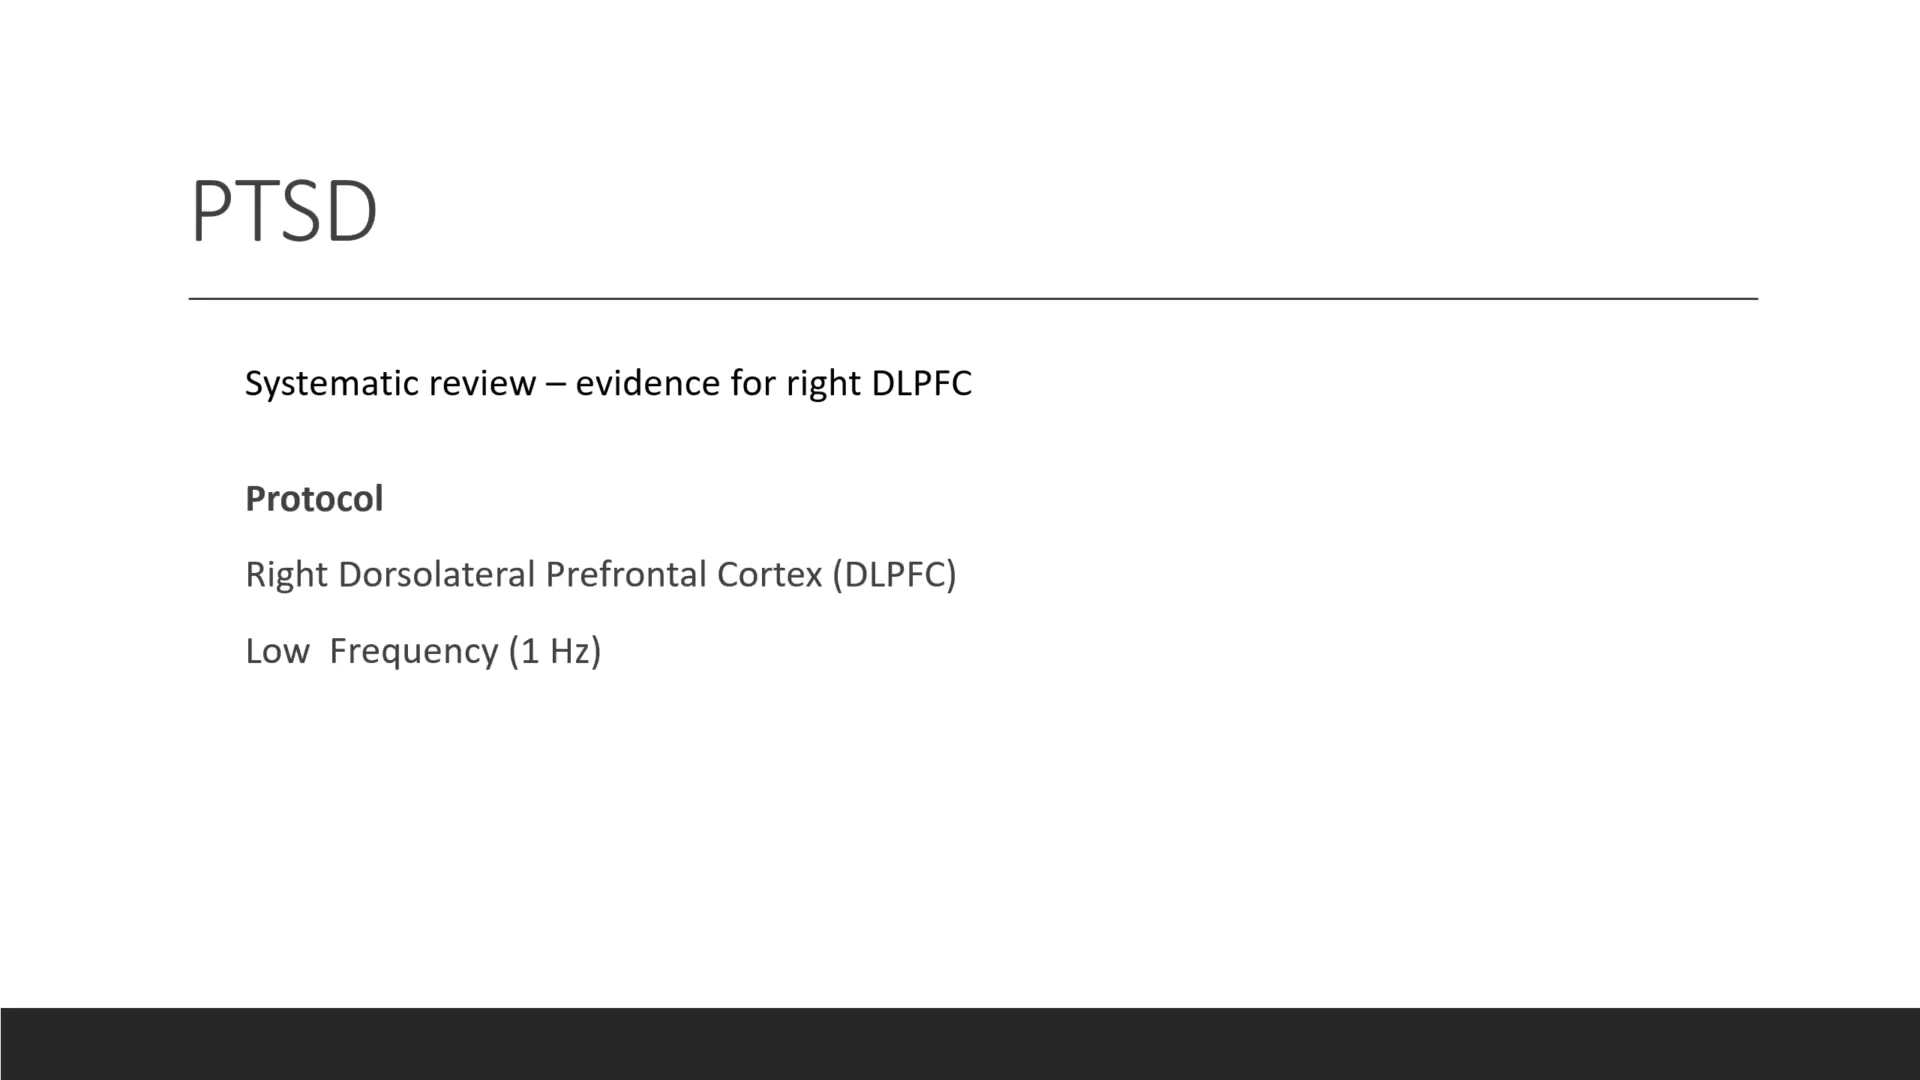 PTSD
Systematic review – evidence for right DLPFC
Protocol
Right Dorsolateral Prefrontal Cortex (DLPFC)
Low  Frequency (1 Hz)